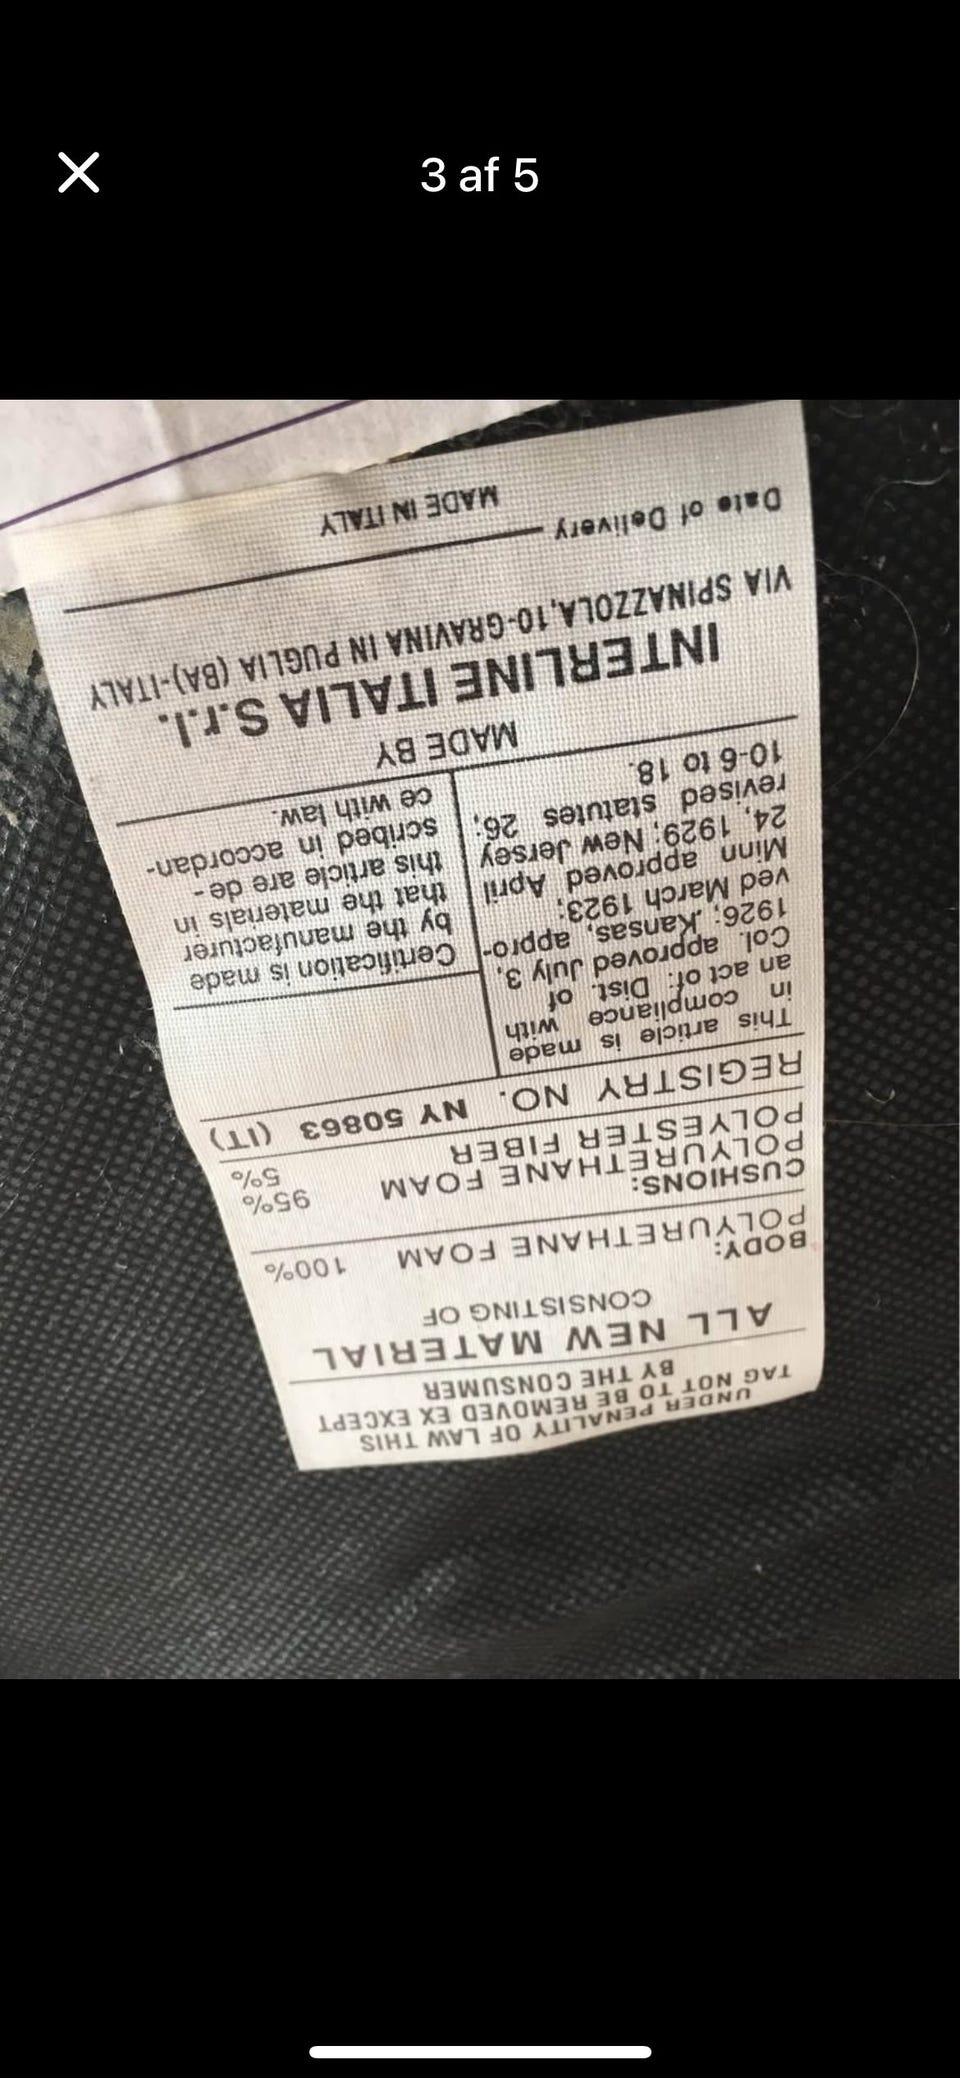 3 af 5
UNDER PENALITY OF LAW THIS
TAG NOT TO BE REMOVED EX EXCEPT
BY THE CONSUMER
ALL NEW MATERIAL
CONSISTING OF
BODY:
POLYURETHANE FOAM 100%
CUSHIONS:
POLYURETHANE FOAM 95%
POLYESTER FIBER 5%
REGISTRY NO. NY 50863 (IT)
This article is made
in compliance with
an act of: Dist. of
Col. approved July 3,
1926; Kansas, appro-
ved March 1923;
Minn approved April
24, 1929; New Jersey
revised statutes 26;
10-6 to 18.
Certification is made
by the manufacturer
that the materials in
this article are de-
scribed in accordan-
ce with law.
MADE BY
INTERLINE ITALIA S.r.l.
VIA SPINAZZOLA,10-GRAVINA IN PUGLIA (BA)-ITALY
Date of Delivery
MADE IN ITALY